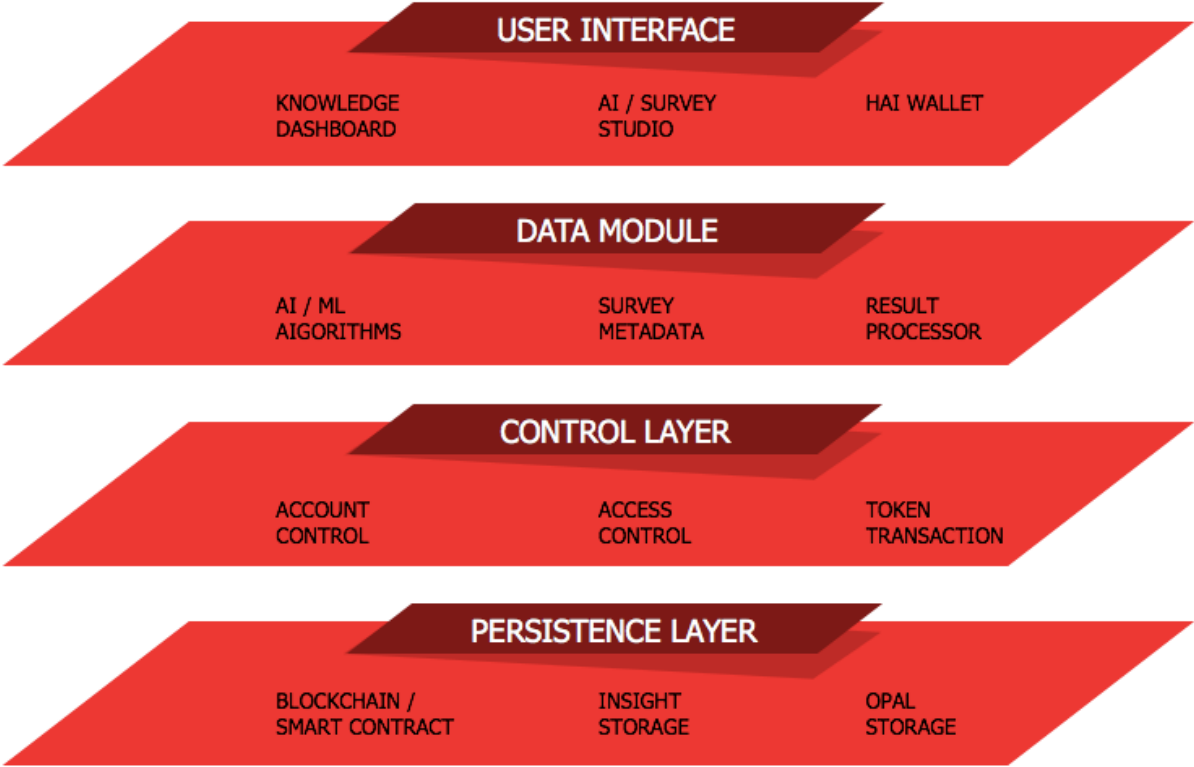 USER INTERFACE
KNOWLEDGE
DASHBOARD
AI / SURVEY
STUDIO
HAI WALLET
DATA MODULE
AI / ML
AIGORITHMS
SURVEY
METADATA
RESULT
PROCESSOR
CONTROL LAYER
ACCOUNT
CONTROL
ACCESS
CONTROL
TOKEN
TRANSACTION
PERSISTENCE LAYER
BLOCKCHAIN /
SMART CONTRACT
INSIGHT
STORAGE
OPAL
STORAGE